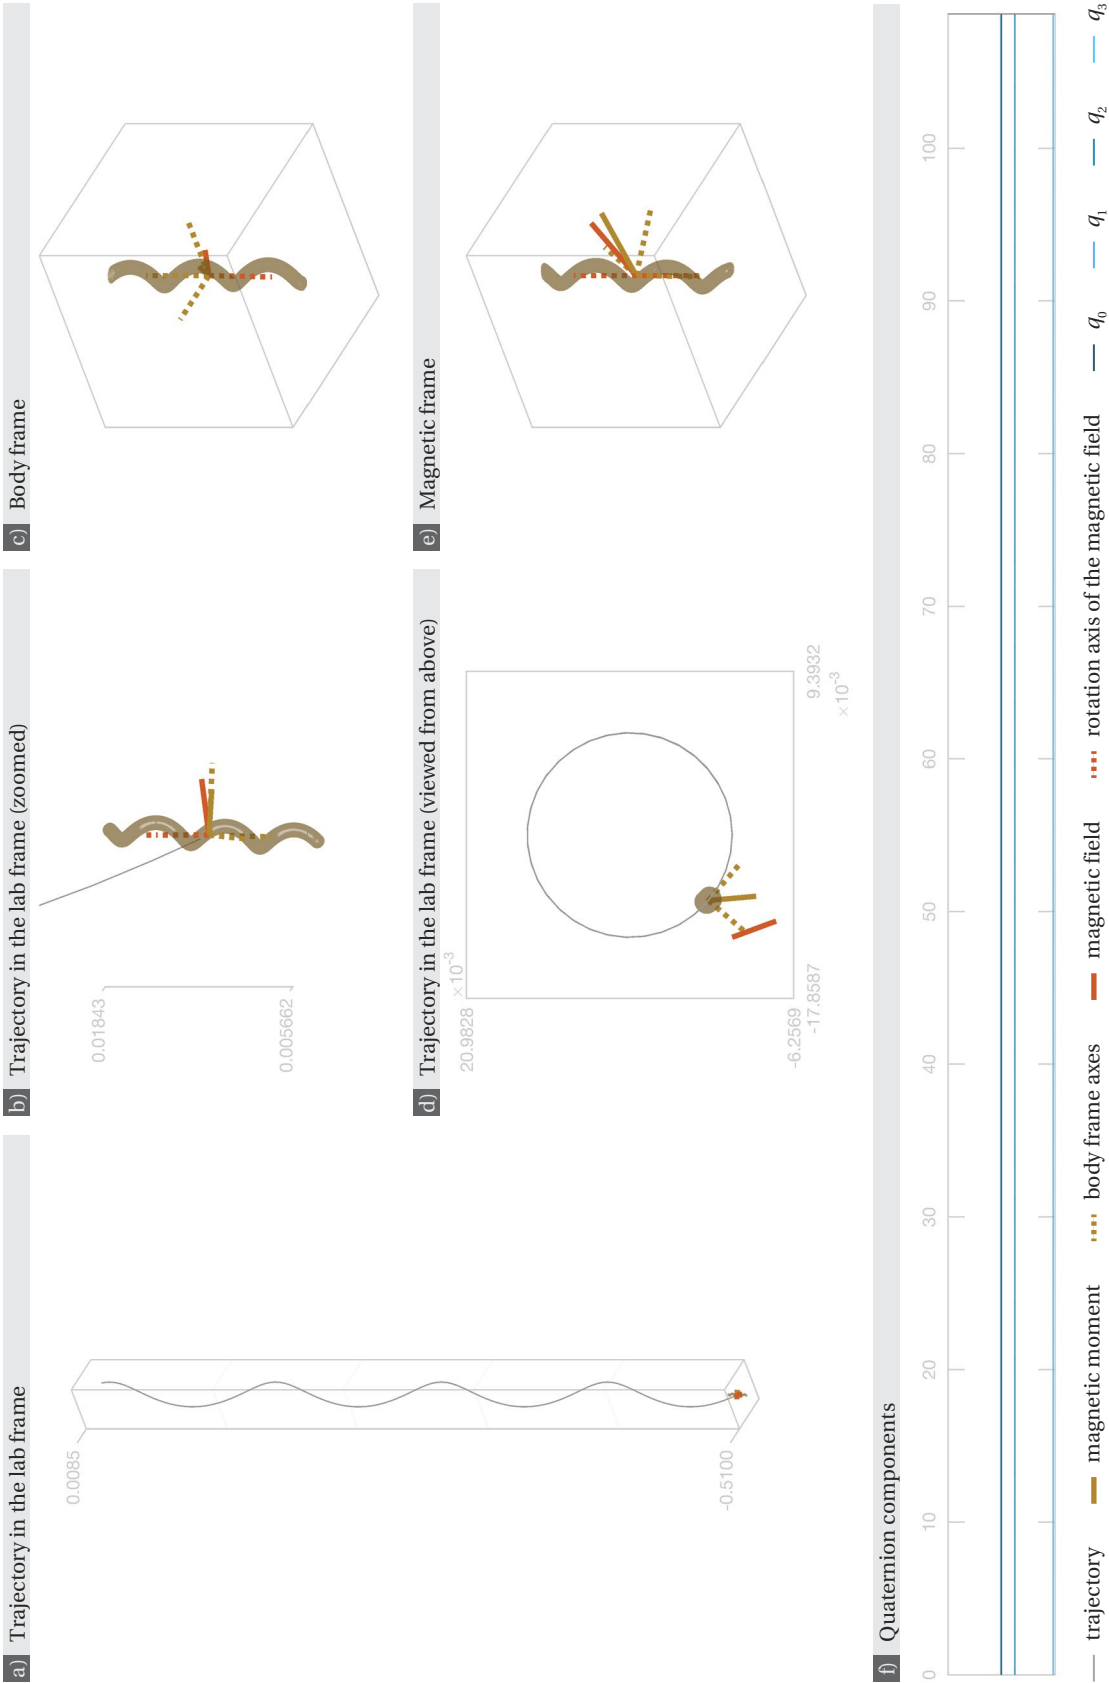 a) Trajectory in the lab frame
0.0085
-0.5100
b) Trajectory in the lab frame (zoomed)
0.01843
0.005662
c) Body frame
d) Trajectory in the lab frame (viewed from above)
×10⁻³
20.9828
-6.2569
-17.8587
9.3932
×10⁻³
e) Magnetic frame
f) Quaternion components
0 10 20 30 40 50 60 70 80 90 100
trajectory magnetic moment body frame axes magnetic field rotation axis of the magnetic field q₀ q₁ q₂ q₃